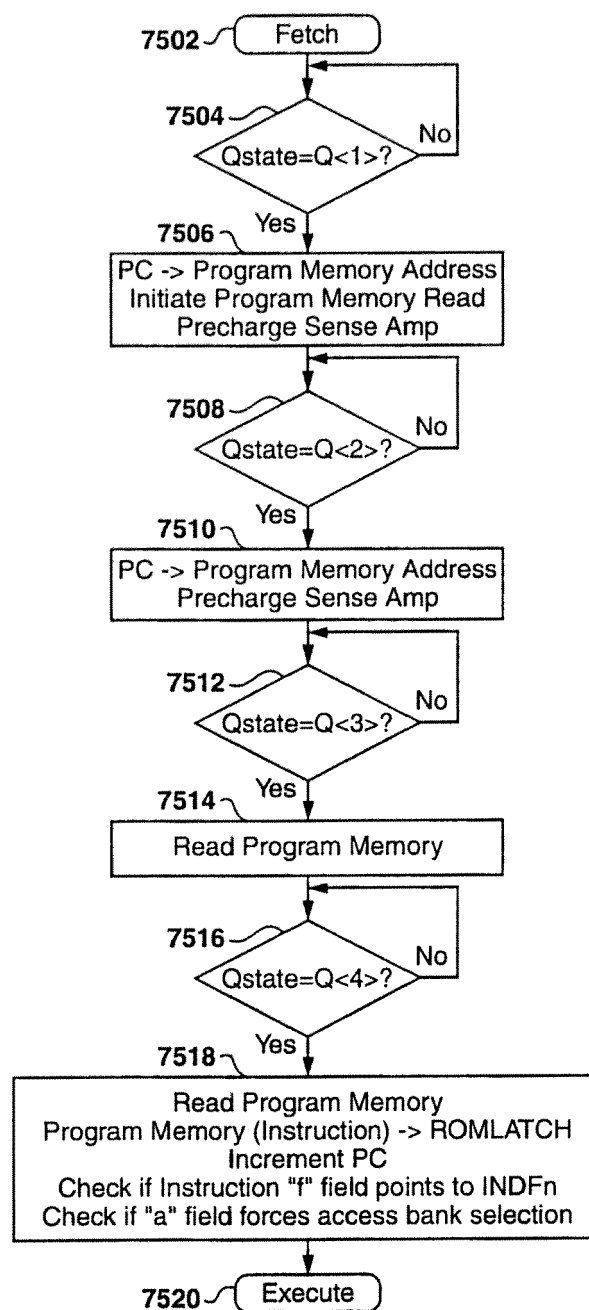 7502 Fetch
7504
Qstate=Q<1>?
No
Yes
7506
PC -> Program Memory Address
Initiate Program Memory Read
Precharge Sense Amp
7508
Qstate=Q<2>?
No
Yes
7510
PC -> Program Memory Address
Precharge Sense Amp
7512
Qstate=Q<3>?
No
Yes
7514
Read Program Memory
7516
Qstate=Q<4>?
No
Yes
7518
Read Program Memory
Program Memory (Instruction) -> ROMLATCH
Increment PC
Check if Instruction "f" field points to INDFn
Check if "a" field forces access bank selection
7520 Execute